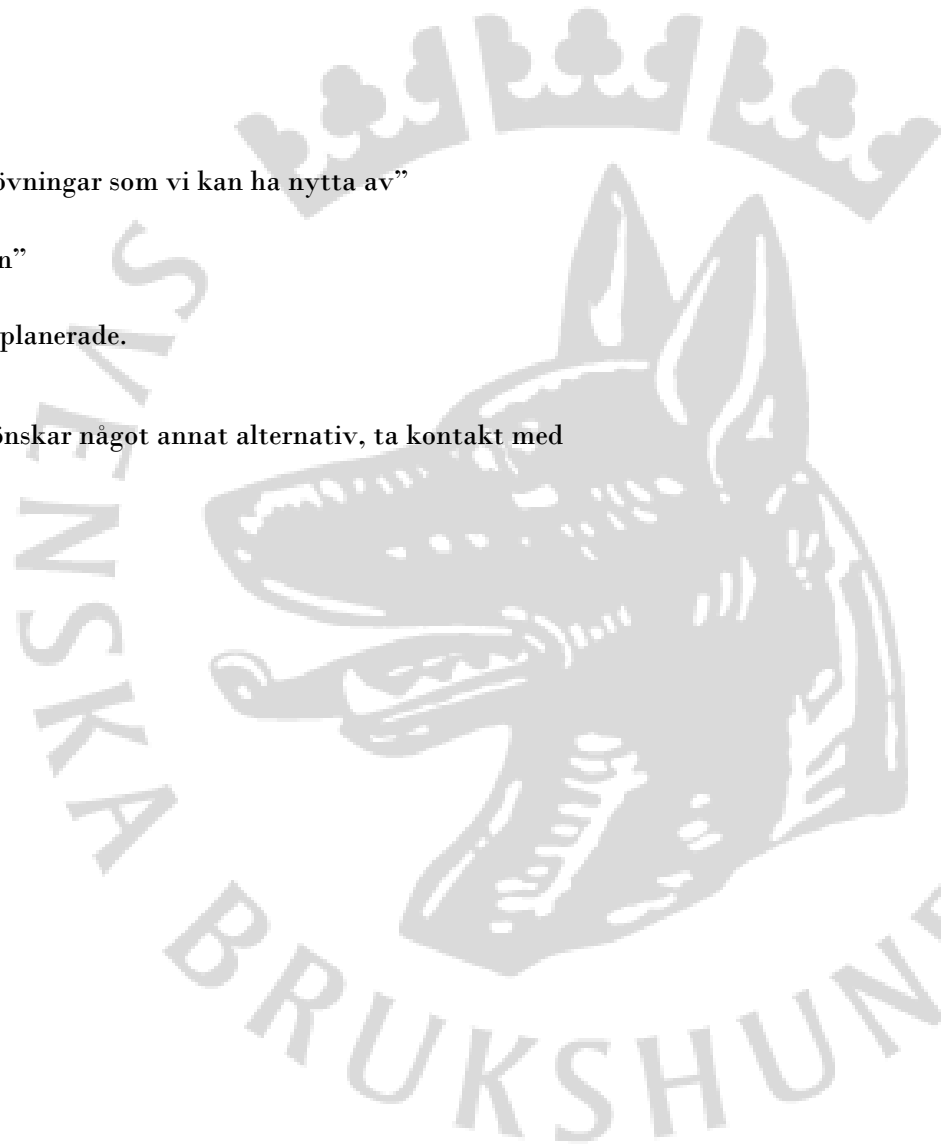 övningar som vi kan ha nytta av”
n”
planerade.
önskar något annat alternativ, ta kontakt med
SVENSKA BRUKSHUN